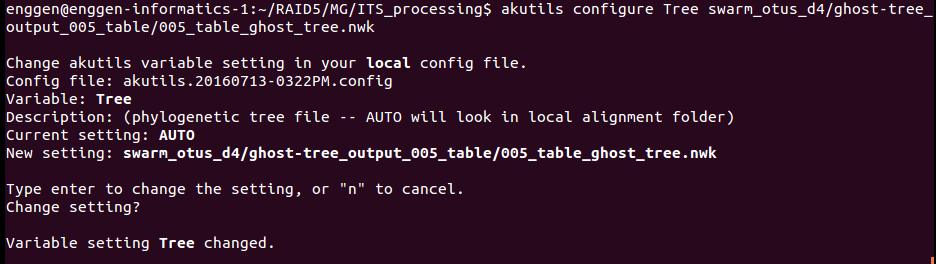 enggen@enggen-informatics-1:~/RAID5/MG/ITS_processing$ akutils configure Tree swarm_otus_d4/ghost-tree_
output_005_table/005_table_ghost_tree.nwk
Change akutils variable setting in your local config file.
Config file: akutils.20160713-0322PM.config
Variable: Tree
Description: (phylogenetic tree file -- AUTO will look in local alignment folder)
Current setting: AUTO
New setting: swarm_otus_d4/ghost-tree_output_005_table/005_table_ghost_tree.nwk
Type enter to change the setting, or "n" to cancel.
Change setting?
Variable setting Tree changed.